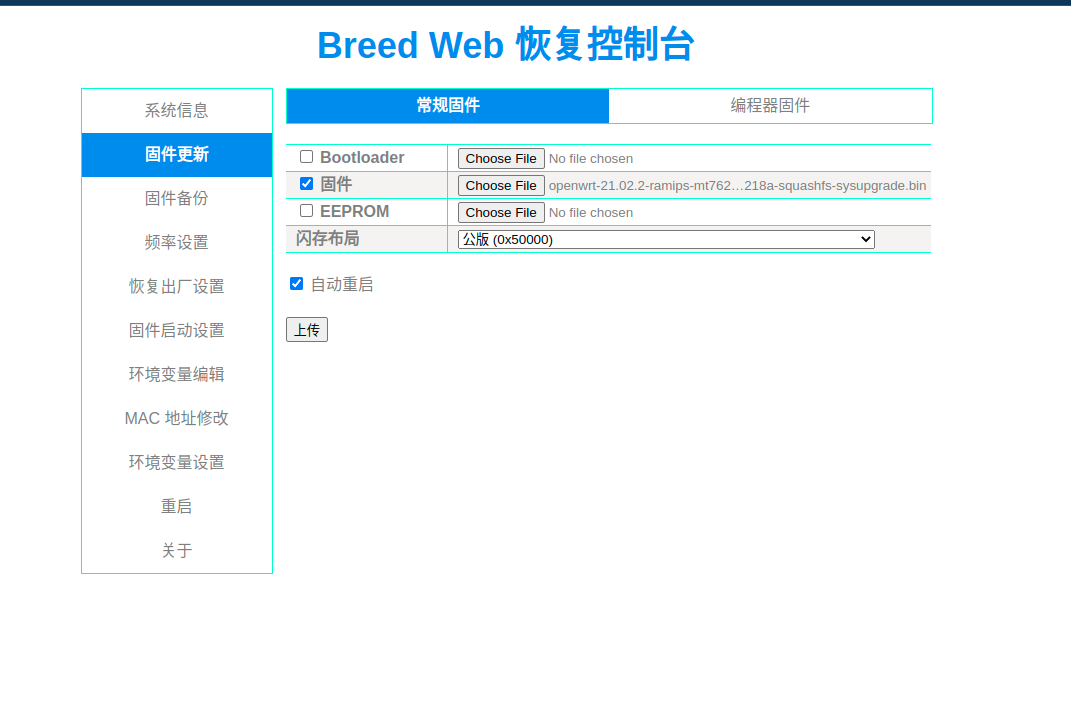 Breed Web 恢复控制台
系统信息
固件更新
固件备份
频率设置
恢复出厂设置
固件启动设置
环境变量编辑
MAC 地址修改
环境变量设置
重启
关于
常规固件 编程器固件
Bootloader Choose File No file chosen
固件 Choose File openwrt-21.02.2-ramips-mt762…218a-squashfs-sysupgrade.bin
EEPROM Choose File No file chosen
闪存布局 公版 (0x50000)
自动重启
上传